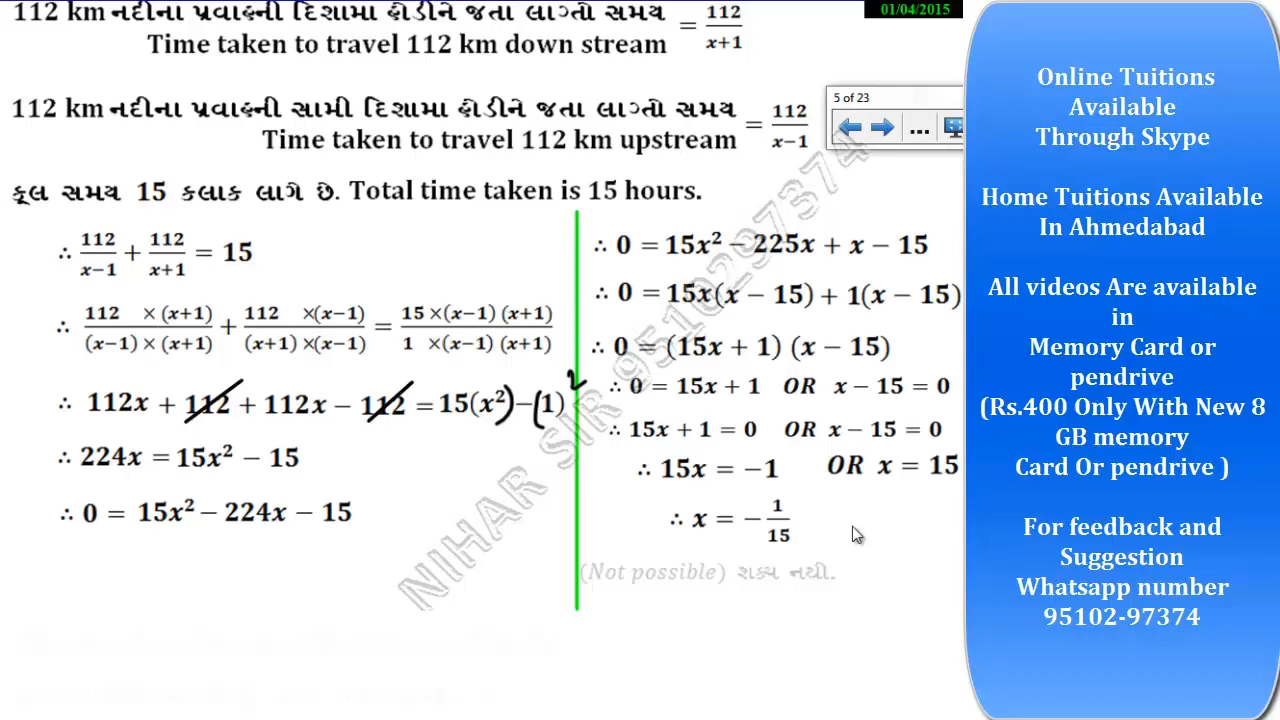 112 km નદીના પ્રવાહની દિશામા હોડીને જતા લાગ્તો સમય
Time taken to travel 112 km down stream = 112/(x+1)
112 km નદીના પ્રવાહની સામી દિશામા હોડીને જતા લાગ્તો સમય
Time taken to travel 112 km upstream = 112/(x−1)
કૂલ સમય 15 કલાક લાગે છે. Total time taken is 15 hours.
∴ 112/(x−1) + 112/(x+1) = 15
∴ (112 × (x+1))/((x−1) × (x+1)) + (112 ×(x−1))/((x+1) ×(x−1)) = (15 ×(x−1) (x+1))/(1 ×(x−1) (x+1))
∴ 112x + 112 + 112x − 112 = 15(x²) − (1)²
∴ 224x = 15x² − 15
∴ 0 = 15x² − 224x − 15
∴ 0 = 15x² − 225x + x − 15
∴ 0 = 15x(x − 15) + 1(x − 15)
∴ 0 = (15x + 1) (x − 15)
∴ 0 = 15x + 1 OR x − 15 = 0
∴ 15x + 1 = 0 OR x − 15 = 0
∴ 15x = −1 OR x = 15
∴ x = − 1/15
(Not possible) શક્ય નથી.
NIHAR SIR 9510297374
01/04/2015
5 of 23
...
Online Tuitions
Available
Through Skype
Home Tuitions Available
In Ahmedabad
All videos Are available
in
Memory Card or
pendrive
(Rs.400 Only With New 8
GB memory
Card Or pendrive )
For feedback and
Suggestion
Whatsapp number
95102-97374